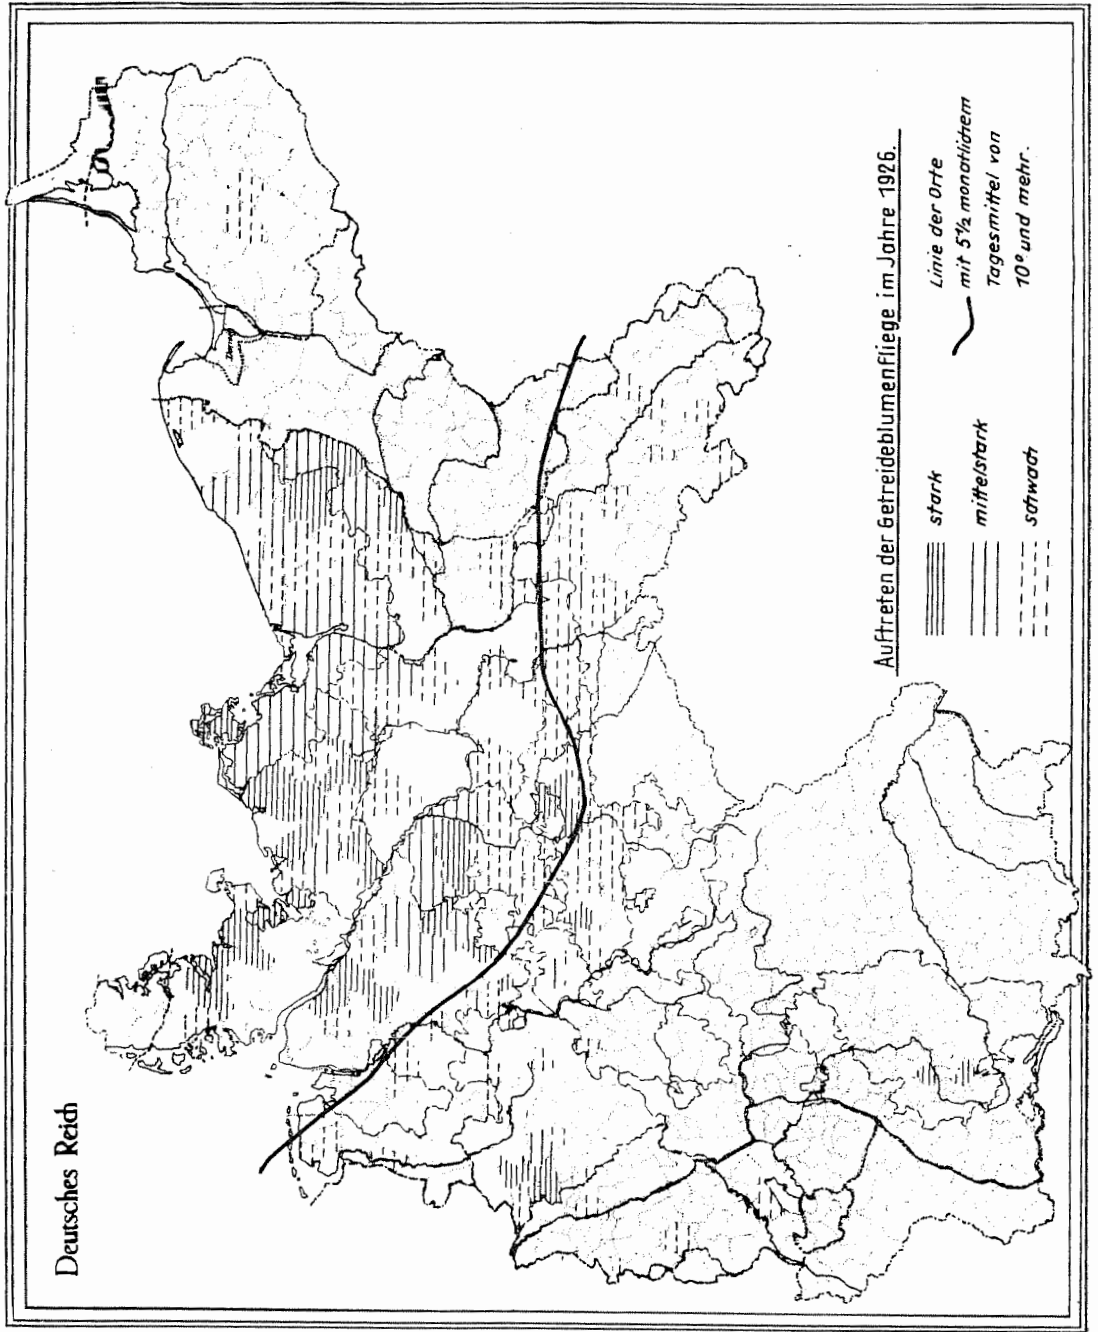 Deutsches Reich
Auftreten der Getreideblumenfliege im Jahre 1926.
stark
mittelstark
schwach
Linie der Orte
mit 5½ monatlichem
Tagesmittel von
10° und mehr.